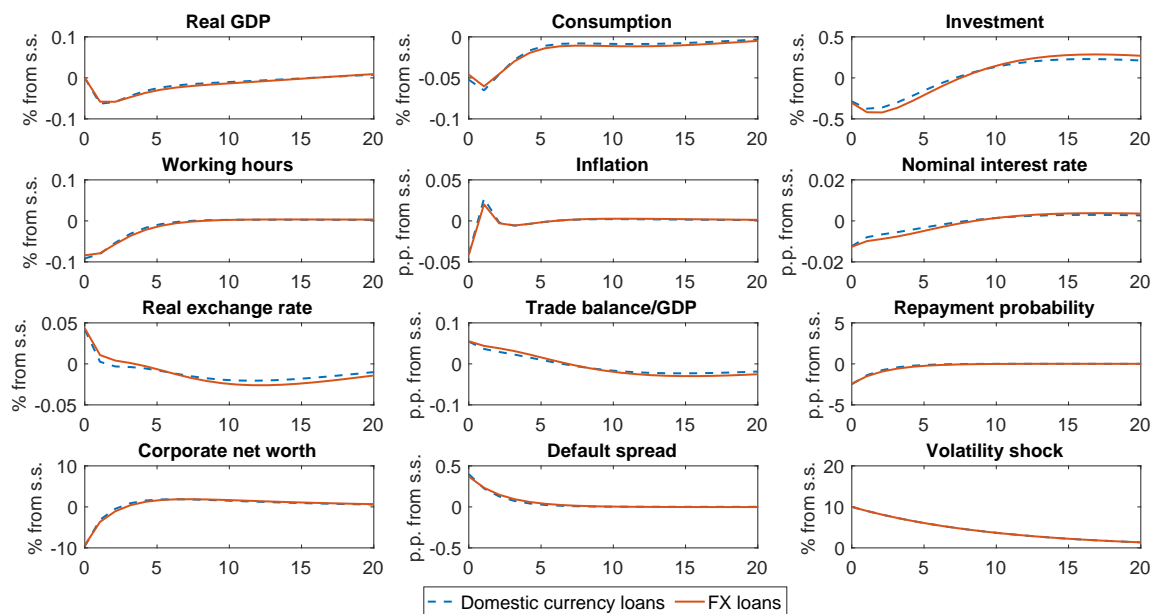 Real GDP
Consumption
Investment
0.1
0
-0.1
% from s.s.
0 5 10 15 20
0
-0.05
-0.1
% from s.s.
0 5 10 15 20
0.5
0
-0.5
% from s.s.
0 5 10 15 20
Working hours
Inflation
Nominal interest rate
0.1
0
-0.1
% from s.s.
0 5 10 15 20
0.05
0
-0.05
p.p. from s.s.
0 5 10 15 20
0.02
0
-0.02
p.p. from s.s.
0 5 10 15 20
Real exchange rate
Trade balance/GDP
Repayment probability
0.05
0
-0.05
% from s.s.
0 5 10 15 20
0.1
0
-0.1
p.p. from s.s.
0 5 10 15 20
5
0
-5
p.p. from s.s.
0 5 10 15 20
Corporate net worth
Default spread
Volatility shock
10
0
-10
% from s.s.
0 5 10 15 20
0.5
0
-0.5
p.p. from s.s.
0 5 10 15 20
20
10
0
% from s.s.
0 5 10 15 20
Domestic currency loans FX loans